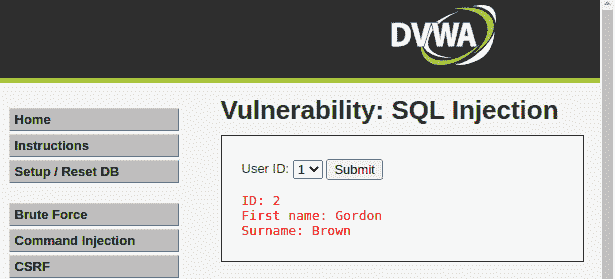 DVWA
Home
Instructions
Setup / Reset DB
Brute Force
Command Injection
CSRF
Vulnerability: SQL Injection
User ID: 1 Submit
ID: 2
First name: Gordon
Surname: Brown